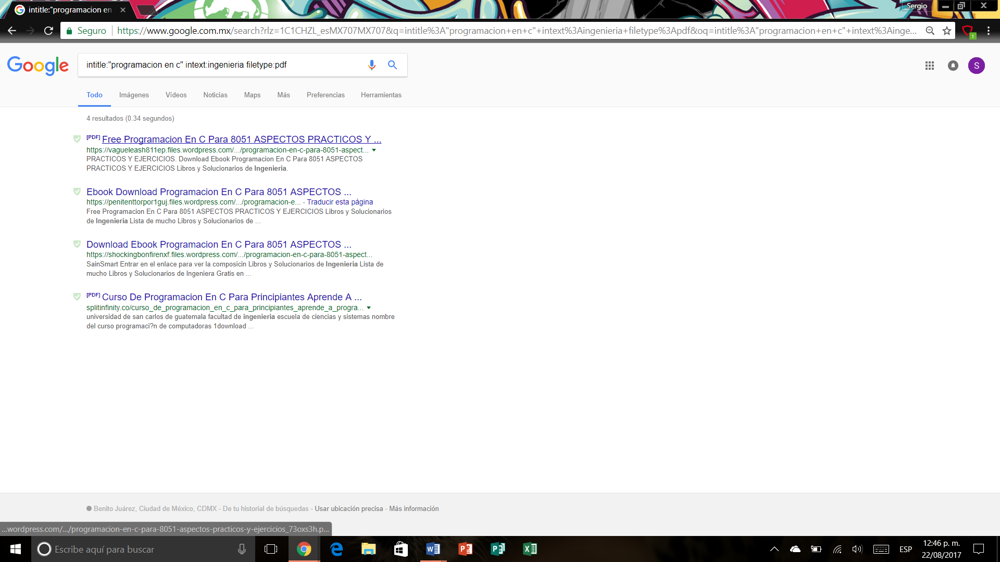 intitle:"programacion en
Sergio
Seguro
https://www.google.com.mx/search?rlz=1C1CHZL_esMX707MX707&q=intitle%3A"programacion+en+c"+intext%3Aingenieria+filetype%3Apdf&oq=intitle%3A"programacion+en+c"+intext%3Ainge...
1
Google
intitle:"programacion en c" intext:ingenieria filetype:pdf
S
Todo Imágenes Vídeos Noticias Maps Más Preferencias Herramientas
4 resultados (0.34 segundos)
[PDF] Free Programacion En C Para 8051 ASPECTOS PRACTICOS Y ...
https://vagueleash811ep.files.wordpress.com/.../programacion-en-c-para-8051-aspect...
PRACTICOS Y EJERCICIOS. Download Ebook Programacion En C Para 8051 ASPECTOS
PRACTICOS Y EJERCICIOS Libros y Solucionarios de Ingenieria.
Ebook Download Programacion En C Para 8051 ASPECTOS ...
https://penitenttorpor1guj.files.wordpress.com/.../programacion-e... - Traducir esta página
Free Programacion En C Para 8051 ASPECTOS PRACTICOS Y EJERCICIOS Libros y Solucionarios
de Ingenieria Lista de mucho Libros y Solucionarios de ...
Download Ebook Programacion En C Para 8051 ASPECTOS ...
https://shockingbonfirenxf.files.wordpress.com/.../programacion-en-c-para-8051-aspect...
SainSmart Entrar en el enlace para ver la composicin Libros y Solucionarios de Ingenieria Lista de
mucho Libros y Solucionarios de Ingeniera Gratis en ...
[PDF] Curso De Programacion En C Para Principiantes Aprende A ...
splitinfinity.co/curso_de_programacion_en_c_para_principiantes_aprende_a_progra...
universidad de san carlos de guatemala facultad de ingenieria escuela de ciencias y sistemas nombre
del curso programaci?n de computadoras 1download ...
Benito Juárez, Ciudad de México, CDMX - De tu historial de búsquedas - Usar ubicación precisa - Más información
...wordpress.com/.../programacion-en-c-para-8051-aspectos-practicos-y-ejercicios_73oxs3h.p...
Escribe aquí para buscar
ESP
12:46 p. m.
22/08/2017